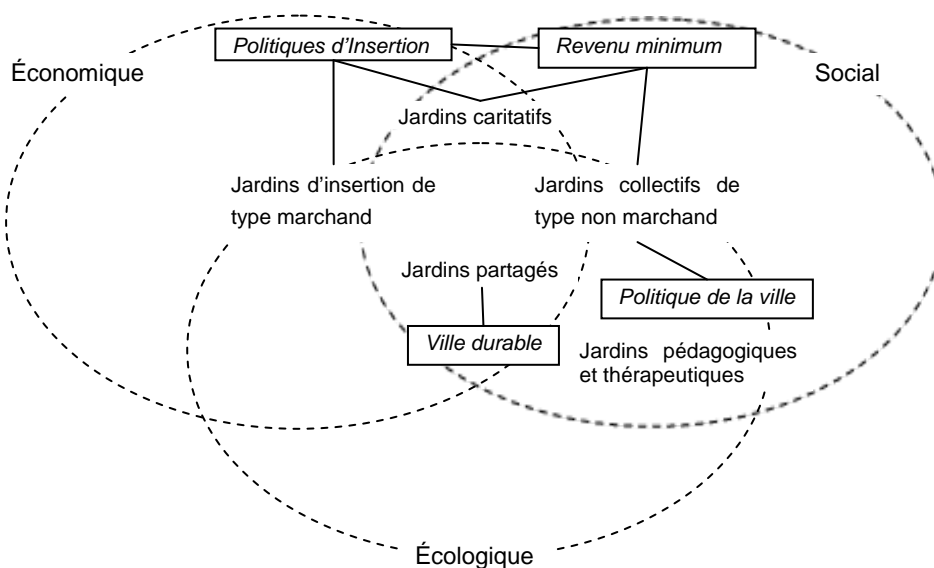 Politiques d'Insertion
Revenu minimum
Économique
Social
Jardins caritatifs
Jardins d'insertion de
type marchand
Jardins collectifs de
type non marchand
Jardins partagés
Politique de la ville
Ville durable
Jardins pédagogiques
et thérapeutiques
Écologique